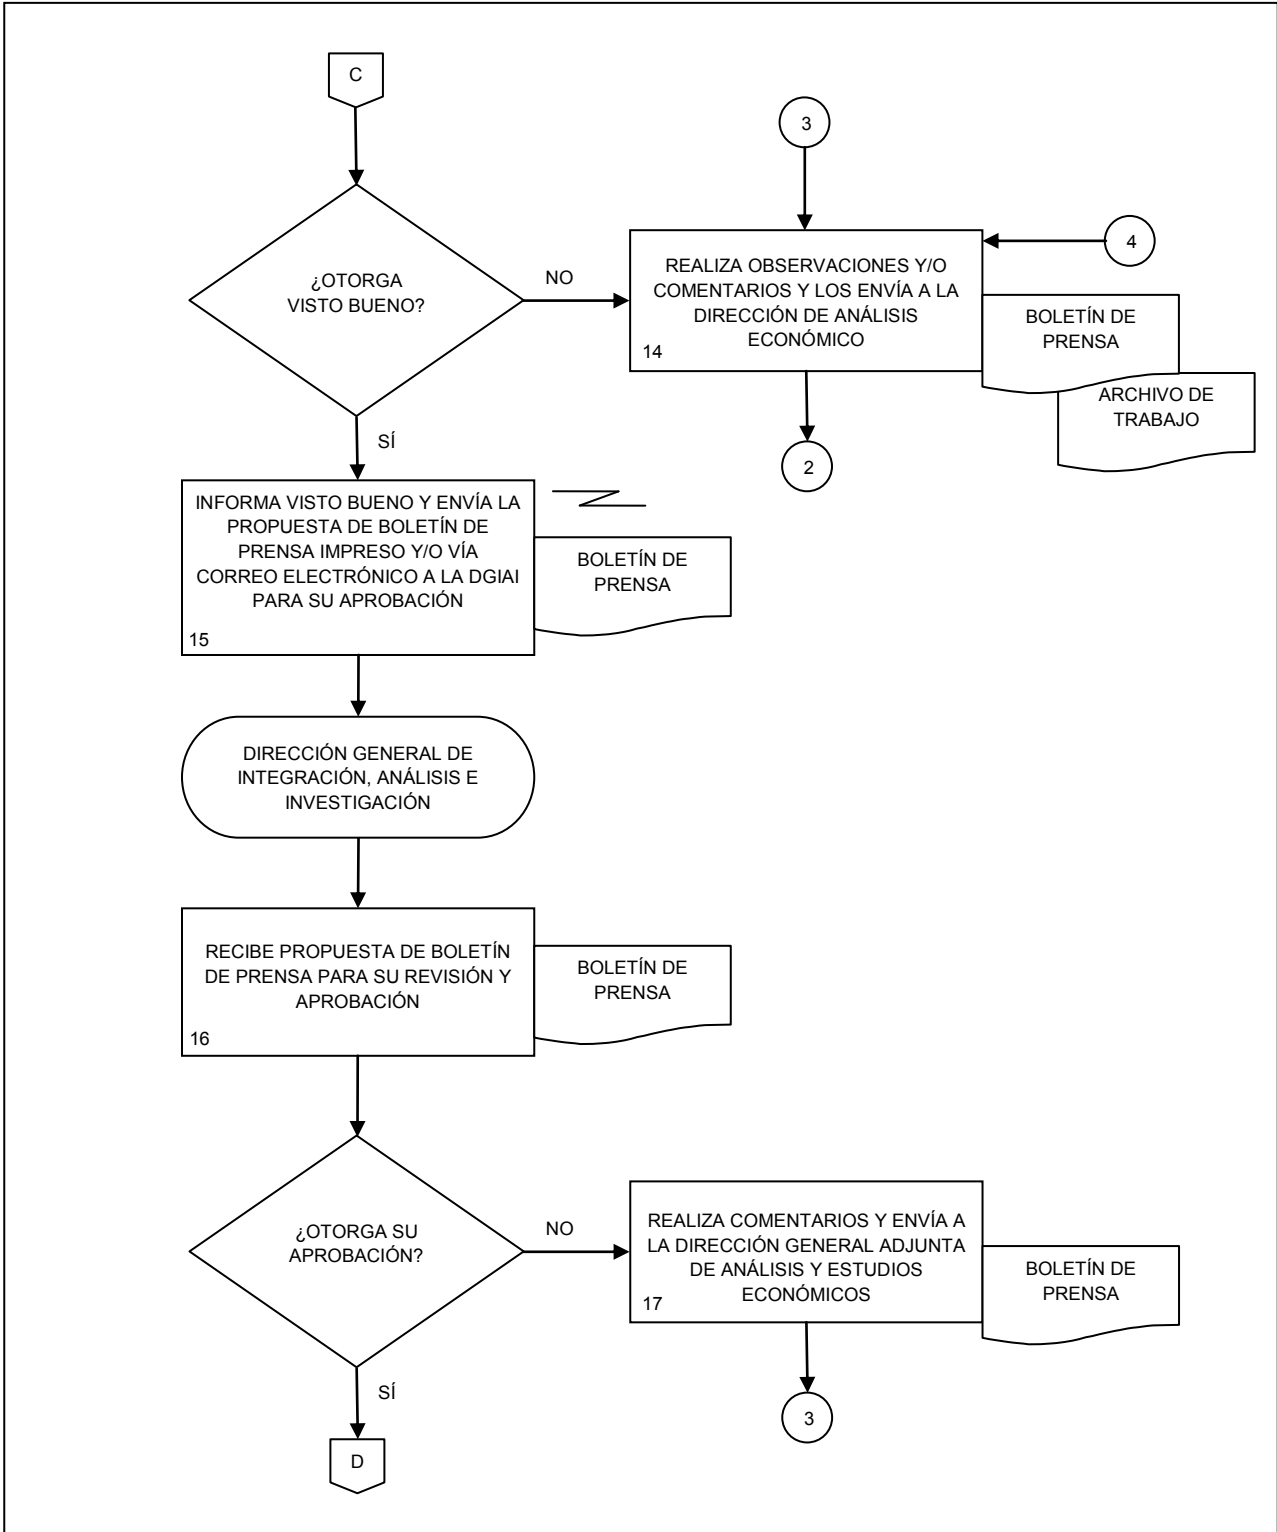 C
3
4
¿OTORGA
VISTO BUENO?
NO
REALIZA OBSERVACIONES Y/O
COMENTARIOS Y LOS ENVÍA A LA
DIRECCIÓN DE ANÁLISIS
ECONÓMICO
14
BOLETÍN DE
PRENSA
ARCHIVO DE
TRABAJO
2
SÍ
INFORMA VISTO BUENO Y ENVÍA LA
PROPUESTA DE BOLETÍN DE
PRENSA IMPRESO Y/O VÍA
CORREO ELECTRÓNICO A LA DGIAI
PARA SU APROBACIÓN
15
BOLETÍN DE
PRENSA
DIRECCIÓN GENERAL DE
INTEGRACIÓN, ANÁLISIS E
INVESTIGACIÓN
RECIBE PROPUESTA DE BOLETÍN
DE PRENSA PARA SU REVISIÓN Y
APROBACIÓN
16
BOLETÍN DE
PRENSA
¿OTORGA SU
APROBACIÓN?
NO
REALIZA COMENTARIOS Y ENVÍA A
LA DIRECCIÓN GENERAL ADJUNTA
DE ANÁLISIS Y ESTUDIOS
ECONÓMICOS
17
BOLETÍN DE
PRENSA
SÍ
3
D